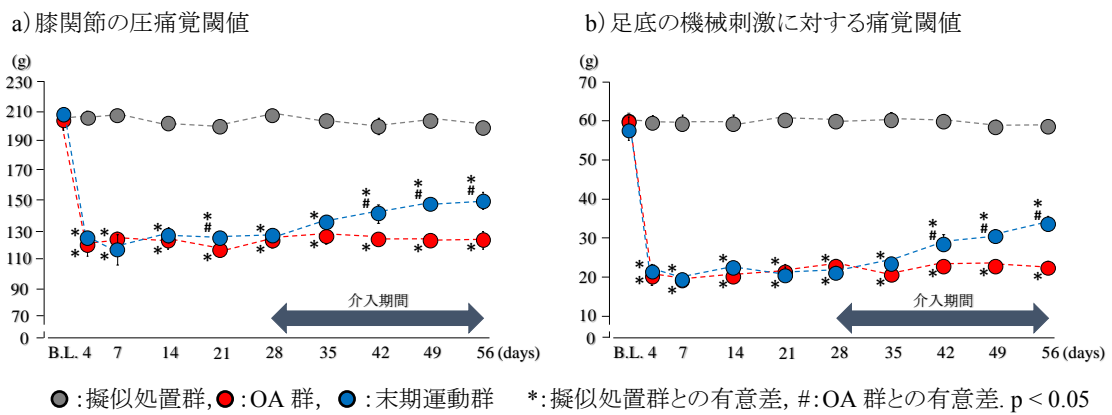 a)膝関節の圧痛覚閾値
(g)
230
210
190
170
150
130
110
90
70
0
* * * * * * * * *
* * * * * * * * *
# # # #
介入期間
B.L. 4 7 14 21 28 35 42 49 56 (days)
b)足底の機械刺激に対する痛覚閾値
(g)
70
60
50
40
30
20
10
0
* * * * * * * * *
* * * * * * * * *
# # #
介入期間
B.L. 4 7 14 21 28 35 42 49 56 (days)
:擬似処置群, :OA 群, :末期運動群 *:擬似処置群との有意差, #:OA 群との有意差. p < 0.05